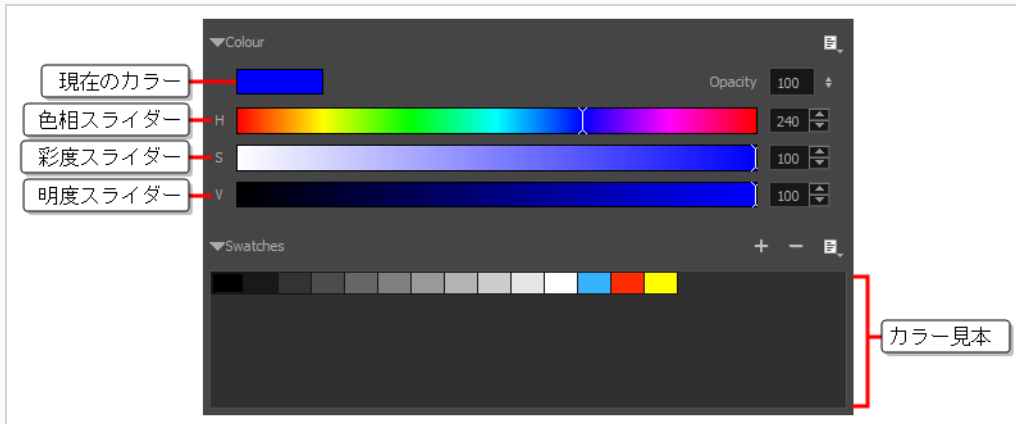 Colour
現在のカラー
Opacity 100
色相スライダー
H 240
彩度スライダー
S 100
明度スライダー
V 100
Swatches
カラー見本